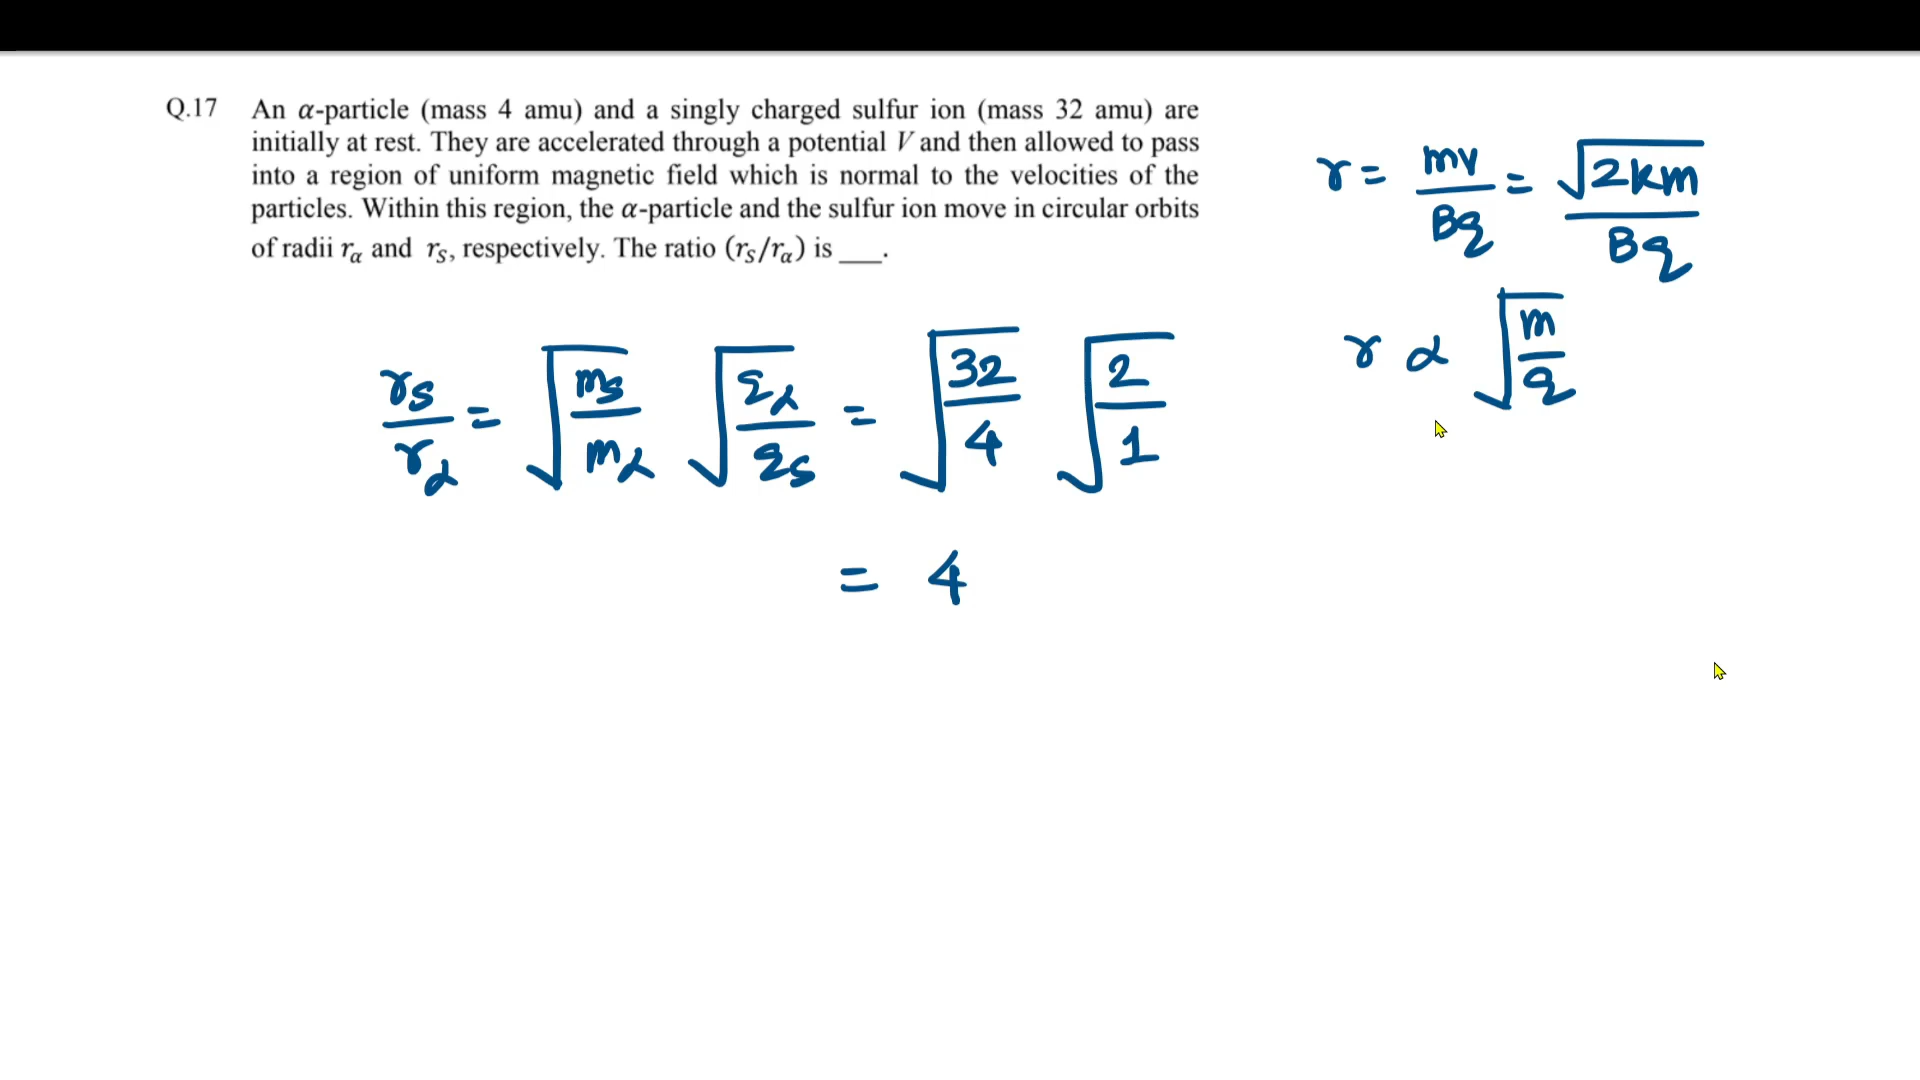 Q.17 An α-particle (mass 4 amu) and a singly charged sulfur ion (mass 32 amu) are
initially at rest. They are accelerated through a potential V and then allowed to pass
into a region of uniform magnetic field which is normal to the velocities of the
particles. Within this region, the α-particle and the sulfur ion move in circular orbits
of radii rα and rS, respectively. The ratio (rS/rα) is ___.
r = mv/Bq = √2km/Bq
r α √(m/q)
rs/rα = √(ms/mα) √(qα/qs) = √(32/4) √(2/1)
= 4